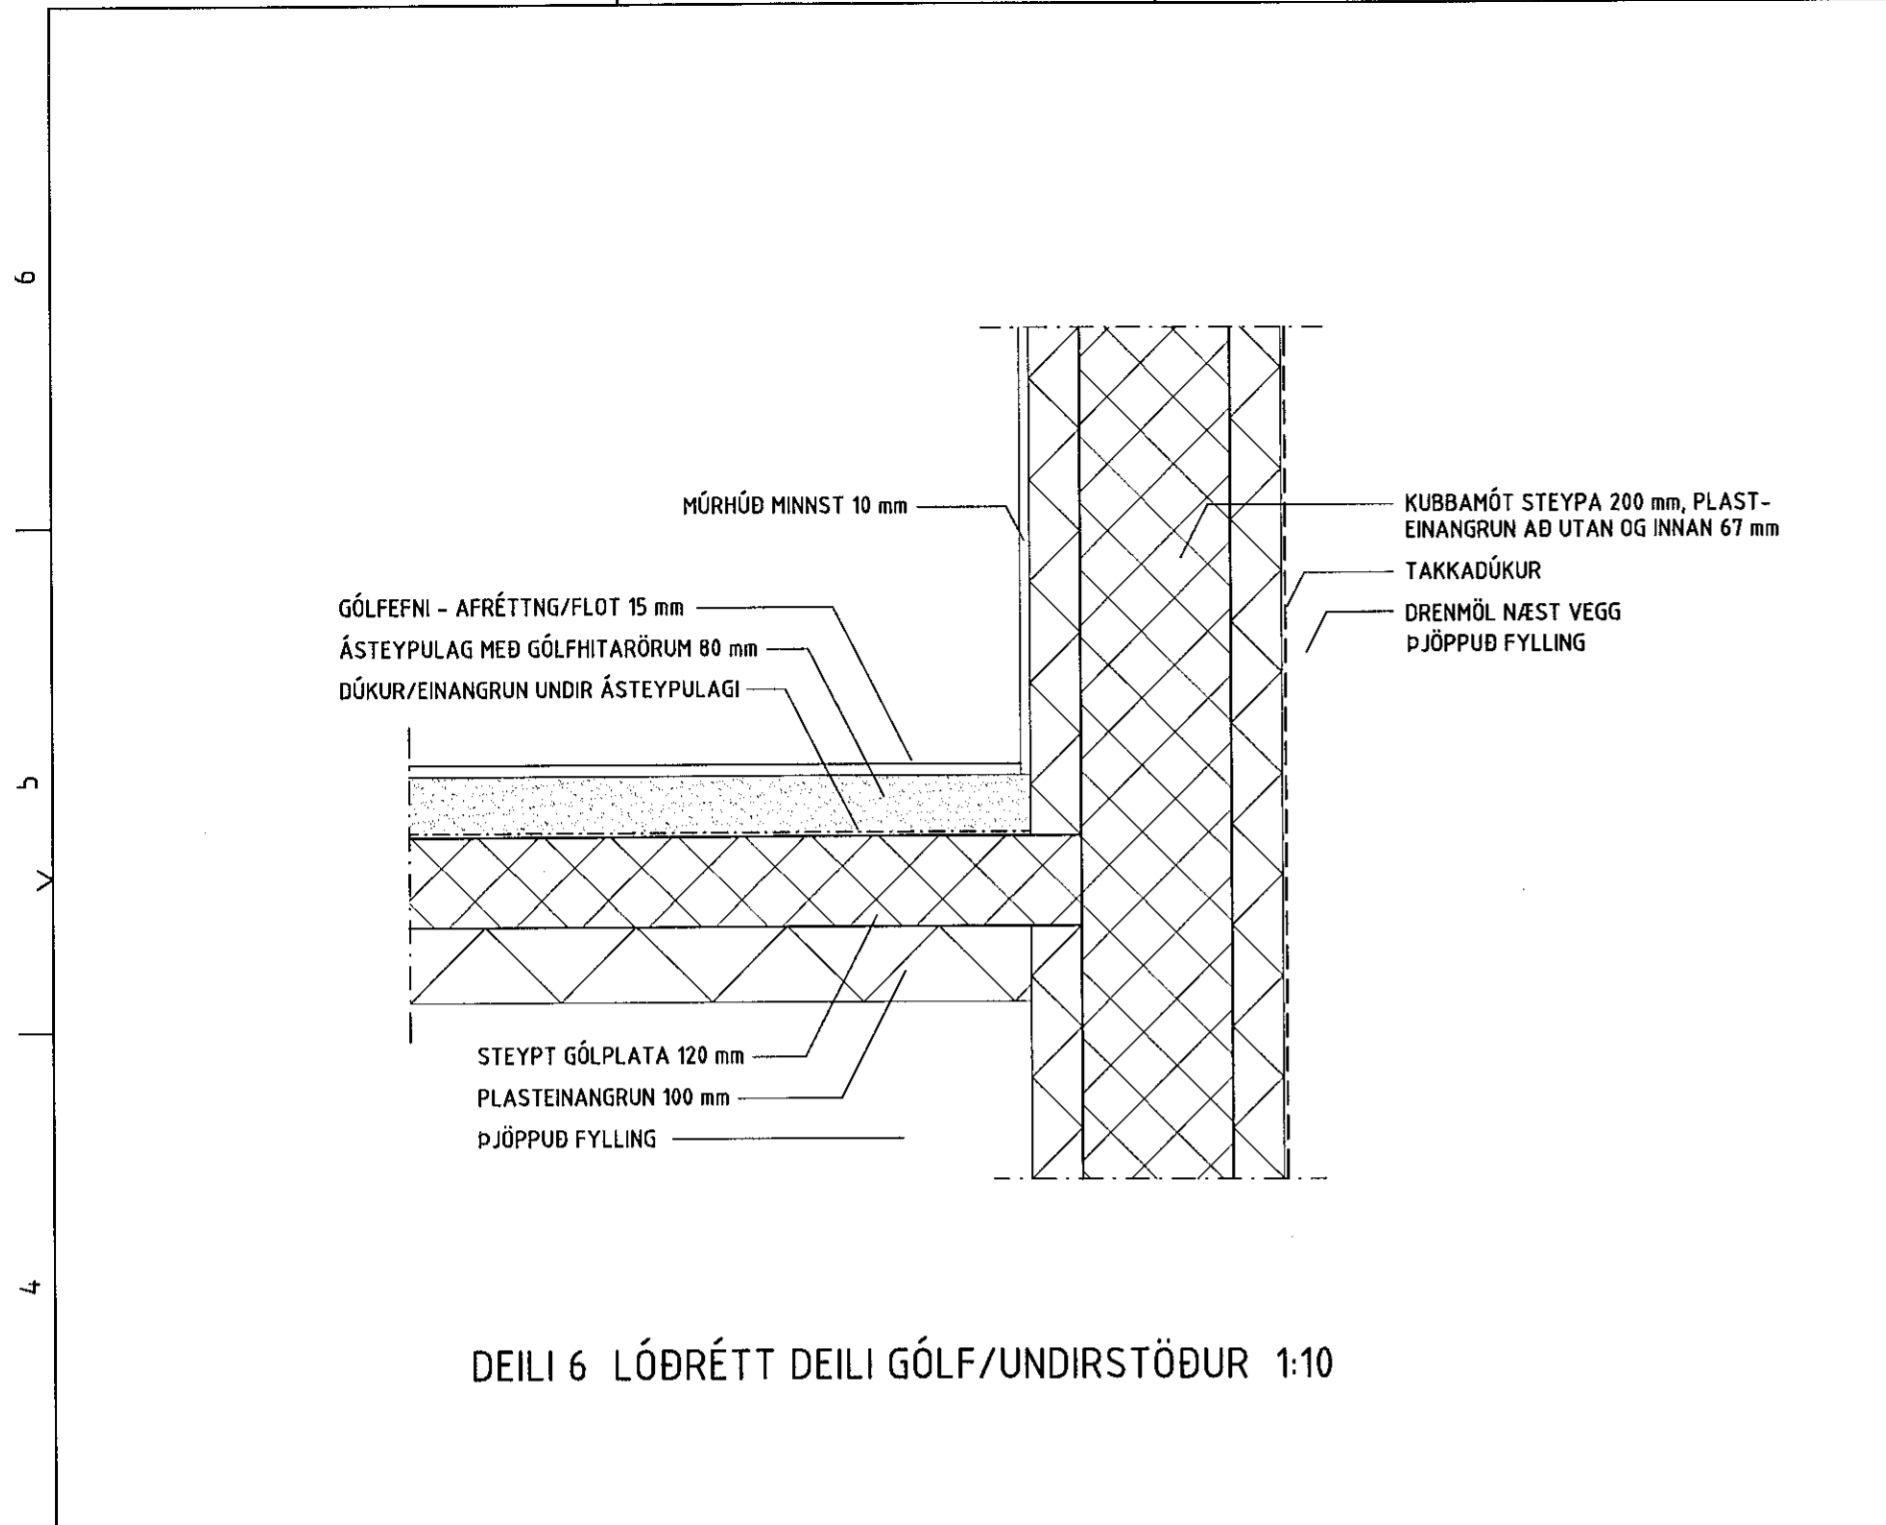 6
MÚRHÚÐ MINNST 10 mm
KUBBAMÓT STEYPA 200 mm, PLAST-
EINANGRUN AÐ UTAN OG INNAN 67 mm
TAKKADÚKUR
DRENMÖL NÆST VEGG
ÞJÖPPUÐ FYLLING
GÓLFEFNI - AFRÉTTNG/FLOT 15 mm
ÁSTEYPULAG MEÐ GÓLFHITARÖRUM 80 mm
DÚKUR/EINANGRUN UNDIR ÁSTEYPULAGI
5
STEYPT GÓLPLATA 120 mm
PLASTEINANGRUN 100 mm
ÞJÖPPUÐ FYLLING
4
DEILI 6 LÓÐRÉTT DEILI GÓLF/UNDIRSTÖÐUR 1:10